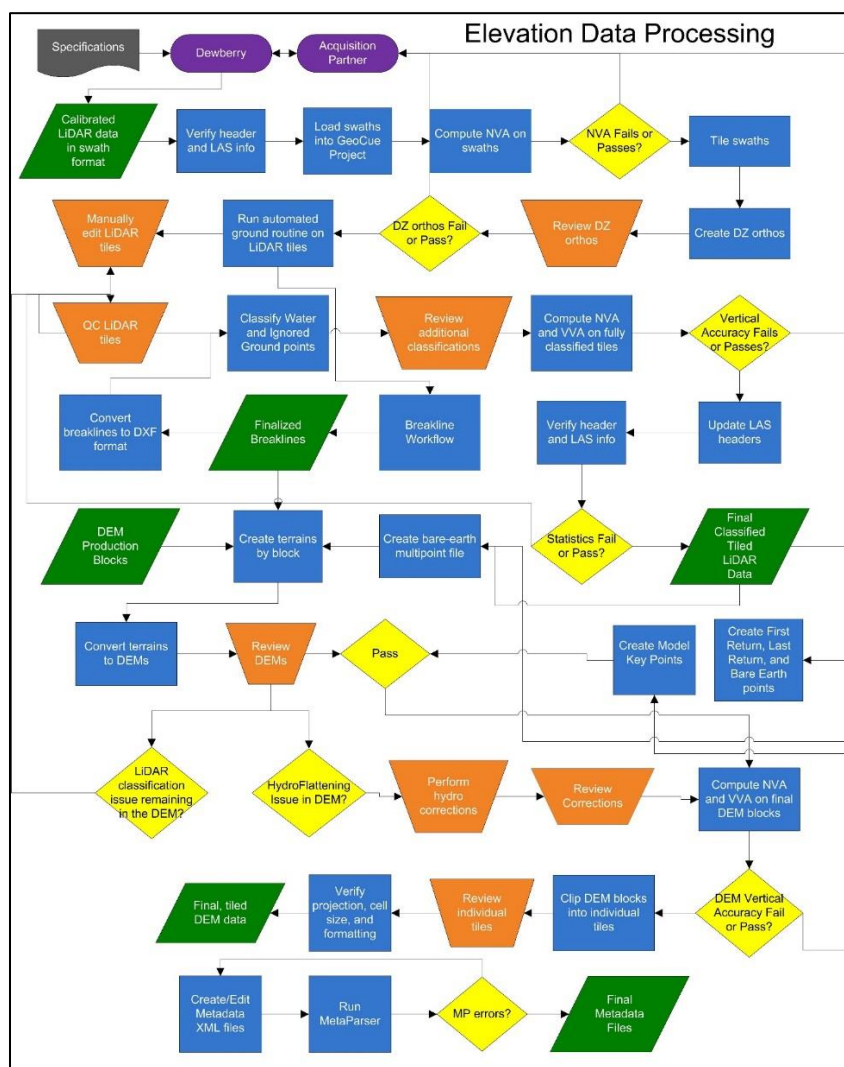 Elevation Data Processing
Specifications
Dewberry
Acquisition
Partner
Calibrated
LiDAR data
in swath
format
Verify header
and LAS info
Load swaths
into GeoCue
Project
Compute NVA on
swaths
NVA Fails or
Passes?
Tile swaths
Manually
edit LiDAR
tiles
Run automated
ground routine on
LiDAR tiles
DZ orthos Fail
or Pass?
Review DZ
orthos
Create DZ orthos
QC LiDAR
tiles
Classify Water
and Ignored
Ground points
Review
additional
classifications
Compute NVA
and VVA on fully
classified tiles
Vertical
Accuracy Fails
or Passes?
Convert
breaklines to DXF
format
Finalized
Breaklines
Breakline
Workflow
Verify header
and LAS info
Update LAS
headers
DEM
Production
Blocks
Create terrains
by block
Create bare-earth
multipoint file
Statistics Fail
or Pass?
Final
Classified
Tiled
LiDAR
Data
Convert terrains
to DEMs
Review
DEMs
Pass
Create Model
Key Points
Create First
Return, Last
Return, and
Bare Earth
points
LiDAR
classification
issue remaining
in the DEM?
HydroFlattening
Issue in DEM?
Perform
hydro
corrections
Review
Corrections
Compute NVA
and VVA on final
DEM blocks
Final, tiled
DEM data
Verify
projection, cell
size, and
formatting
Review
individual
tiles
Clip DEM blocks
into individual
tiles
DEM Vertical
Accuracy Fail
or Pass?
Create/Edit
Metadata
XML files
Run
MetaParser
MP errors?
Final
Metadata
Files